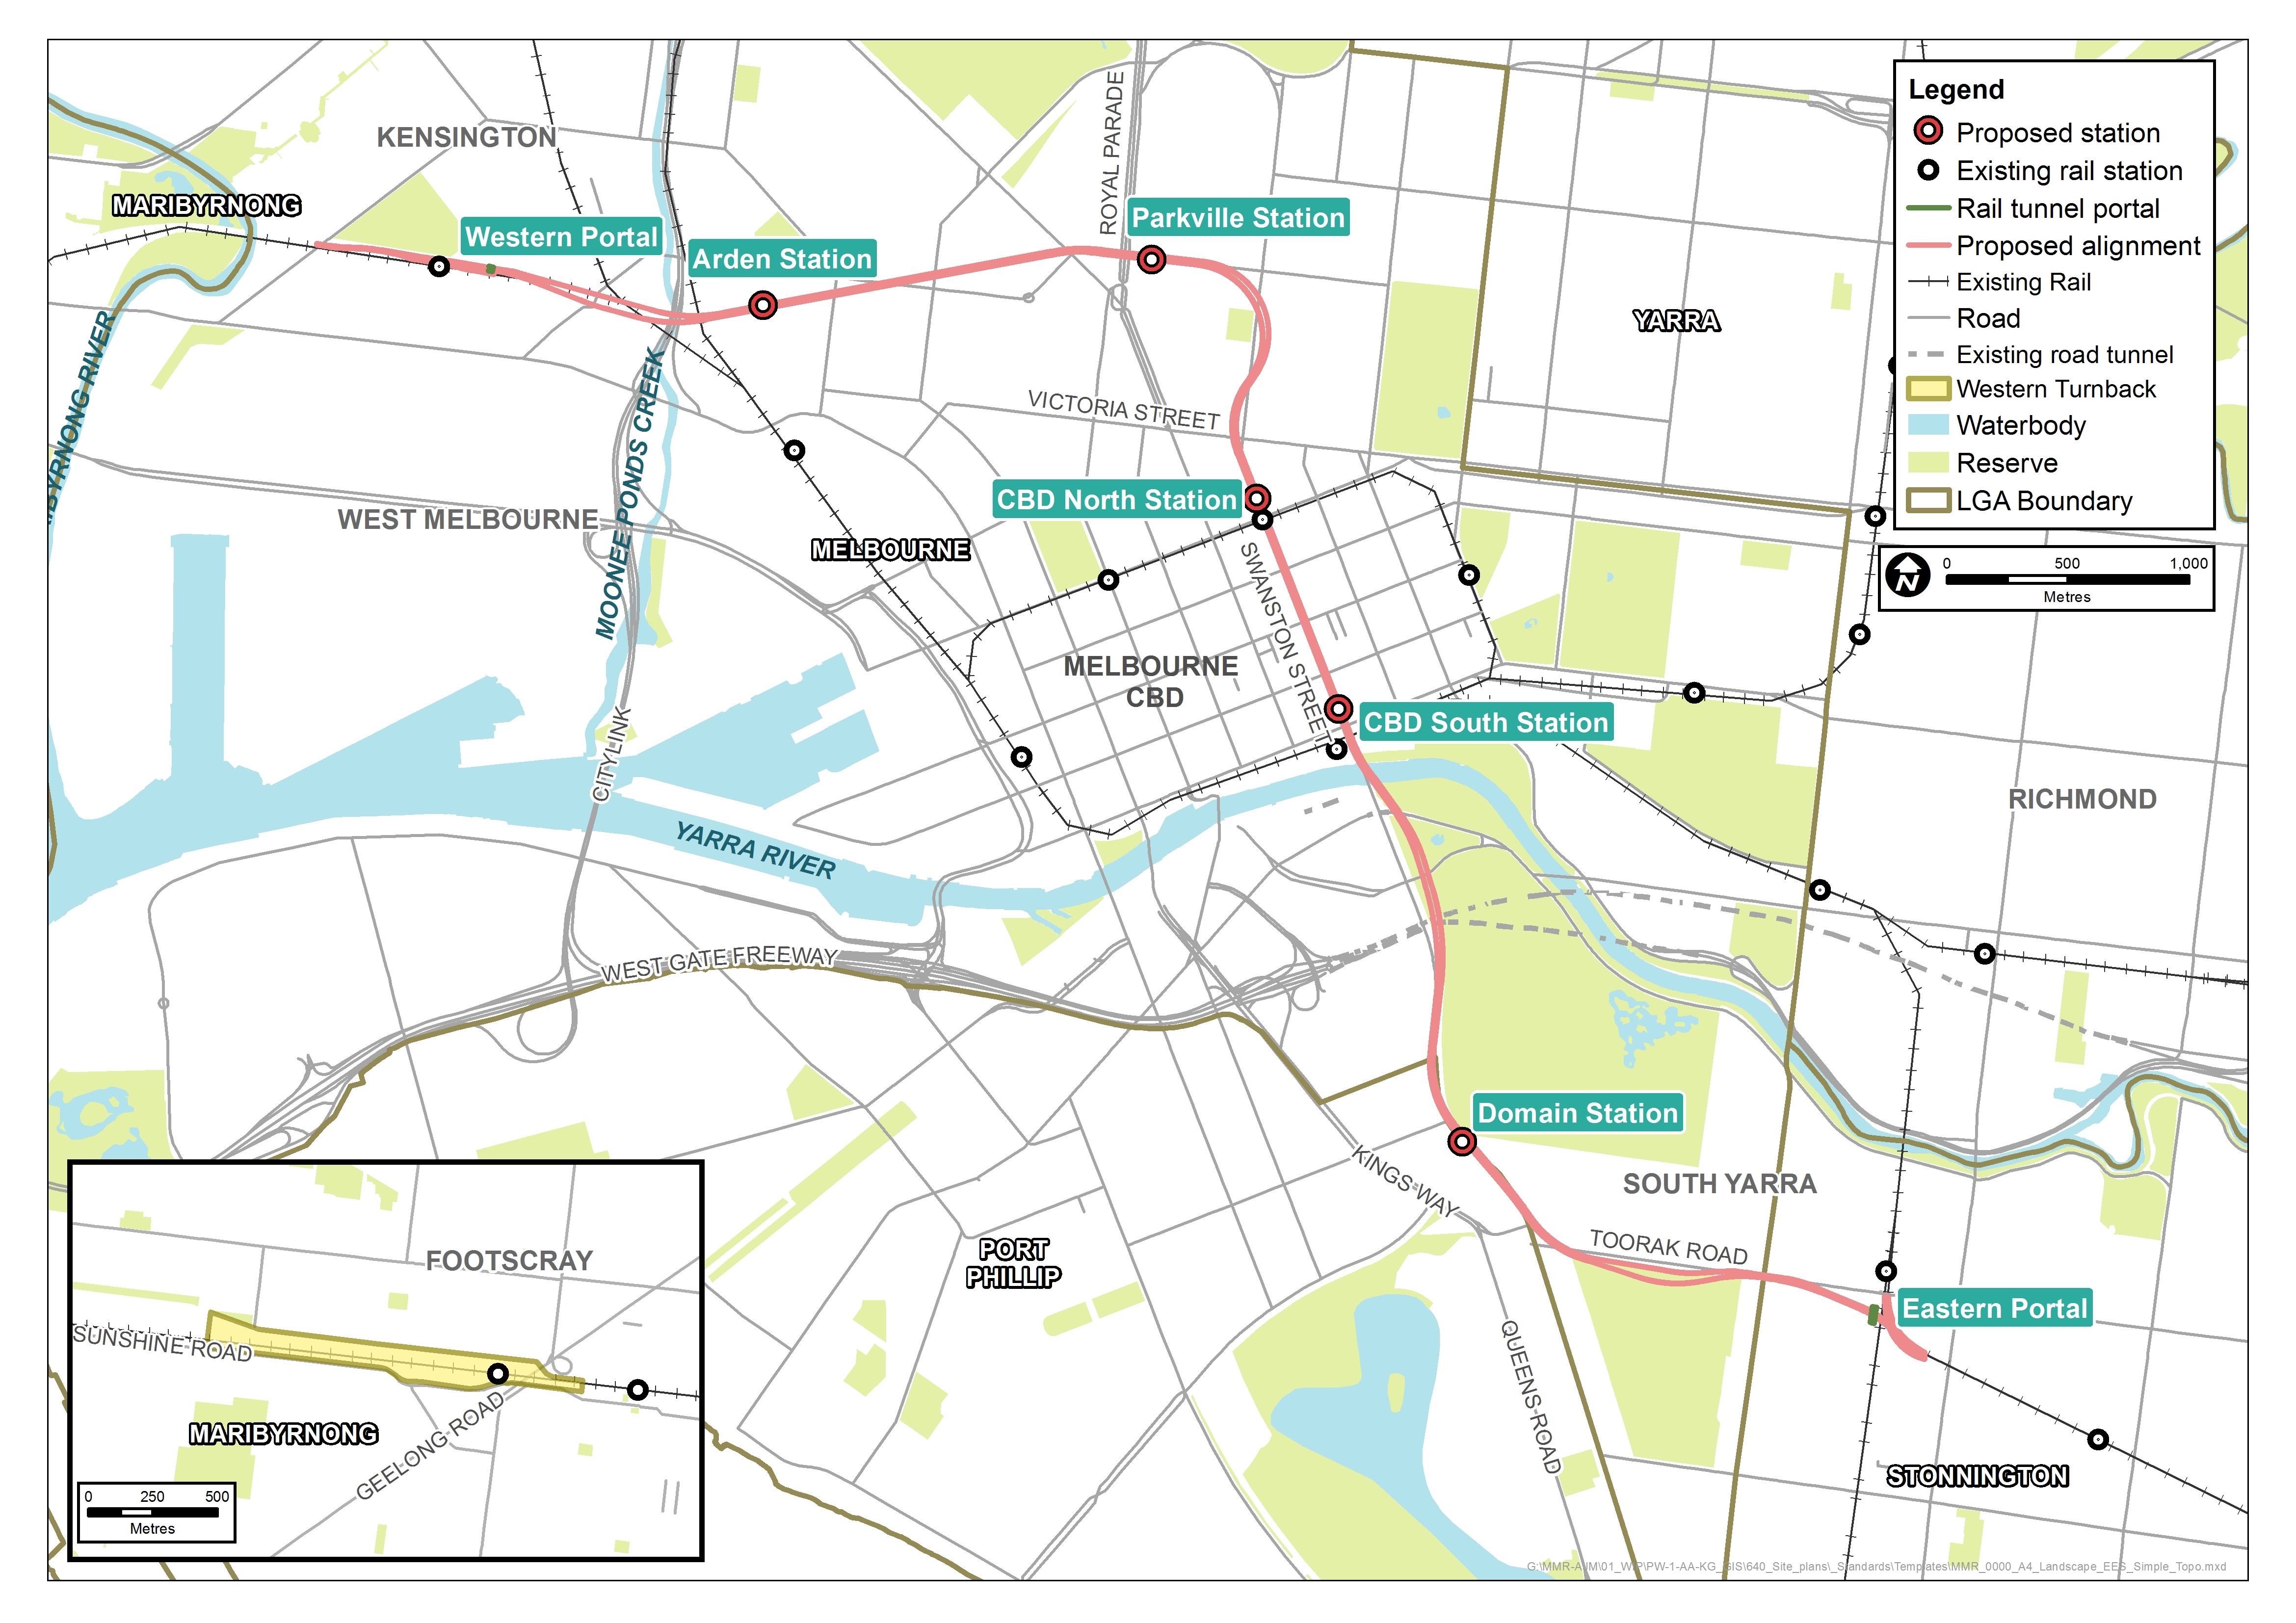 KENSINGTON
MARIBYRNONG
Western Portal
Arden Station
ROYAL PARADE
Parkville Station
Legend
Proposed station
Existing rail station
Rail tunnel portal
Proposed alignment
Existing Rail
Road
Existing road tunnel
Western Turnback
Waterbody
Reserve
LGA Boundary
0 500 1,000
Metres
N
YARRA
VICTORIA STREET
MOONEE PONDS CREEK
CBD North Station
WEST MELBOURNE
MELBOURNE
SWANSTON STREET
MELBOURNE
CBD
CBD South Station
CITYLINK
RICHMOND
YARRA RIVER
WEST GATE FREEWAY
Domain Station
KINGS WAY
SOUTH YARRA
TOORAK ROAD
PORT
PHILLIP
Eastern Portal
QUEENS ROAD
STONNINGTON
FOOTSCRAY
SUNSHINE ROAD
MARIBYRNONG
GEELONG ROAD
0 250 500
Metres